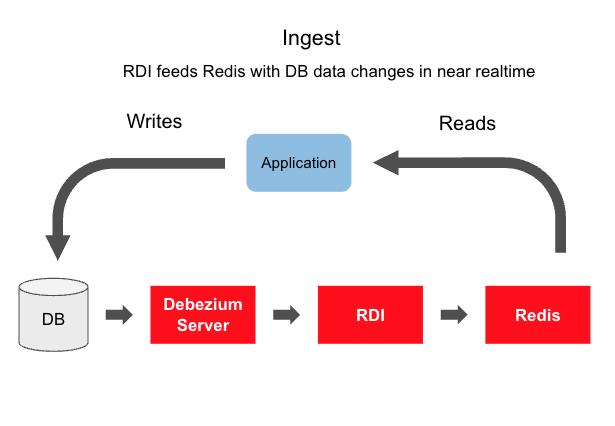 Ingest
RDI feeds Redis with DB data changes in near realtime
Writes
Reads
Application
DB
Debezium
Server
RDI
Redis